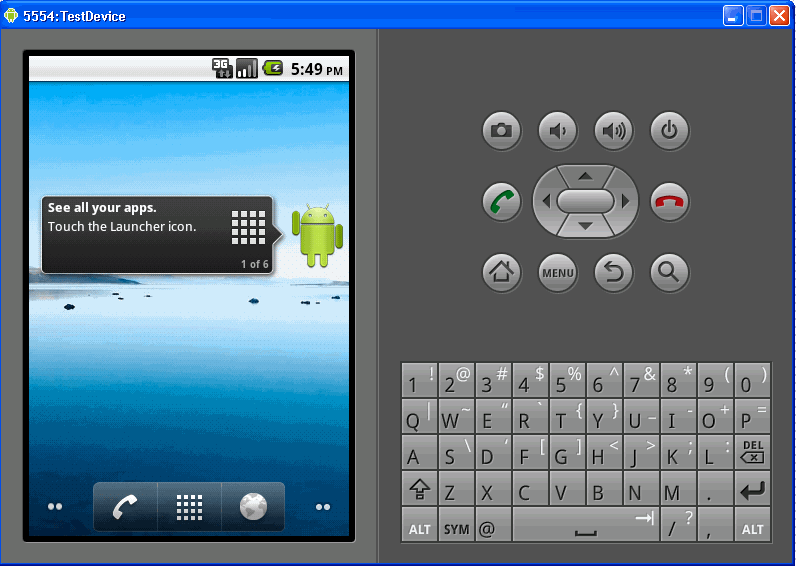 5554:TestDevice
3G
5:49 PM
See all your apps.
Touch the Launcher icon.
1 of 6
MENU
1 ! 2 @ 3 # 4 $ 5 % 6 ^ 7 & 8 * 9 ( 0 )
Q | W ~ E “ R ` T { Y } U _ I - O + P =
A S \ D ‘ F [ G ] H < J > K ; L : DEL
Z X C V B N M .
ALT SYM @ / ? , ALT